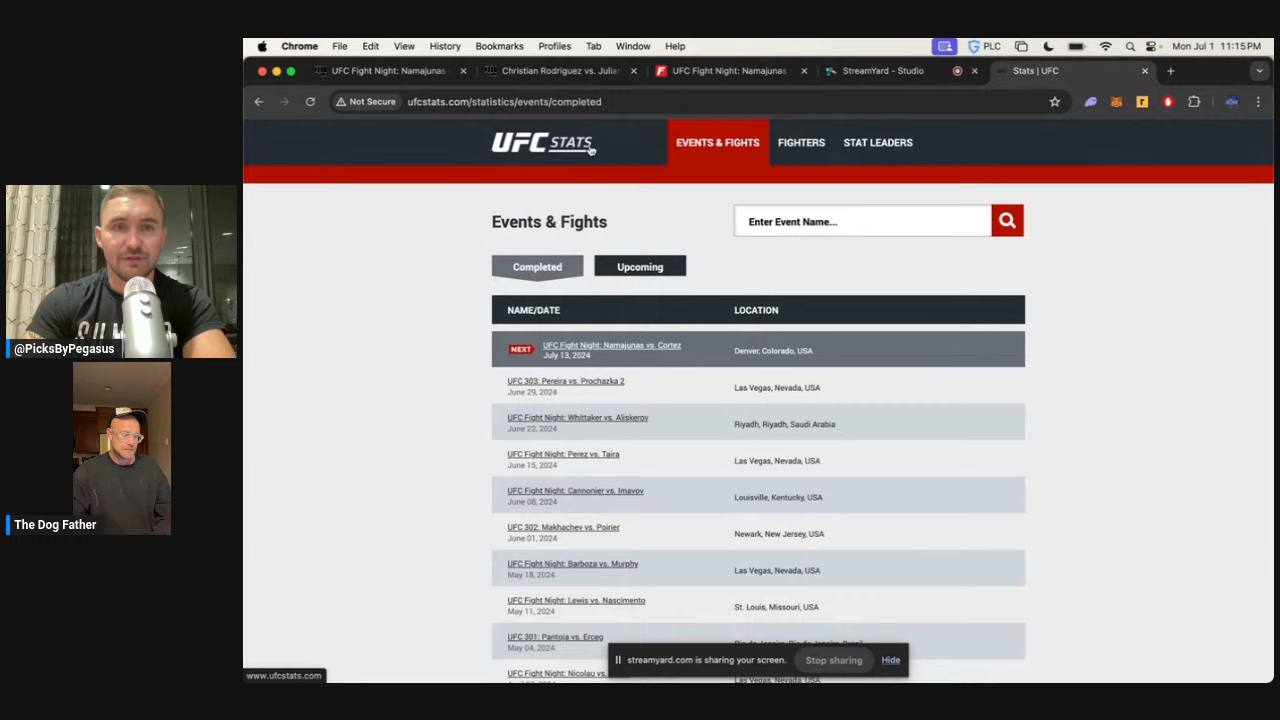 Chrome File Edit View History Bookmarks Profiles Tab Window Help
PLC
Mon Jul 1 11:15PM
UFC Fight Night: Namajunas
Christian Rodriguez vs. Julian
UFC Fight Night: Namajunas
StreamYard - Studio
Stats | UFC
Not Secure
ufcstats.com/statistics/events/completed
UFC STATS
EVENTS & FIGHTS
FIGHTERS
STAT LEADERS
Events & Fights
Enter Event Name...
Completed
Upcoming
NAME/DATE
LOCATION
NEXT
UFC Fight Night: Namajunas vs. Cortez
July 13, 2024
Denver, Colorado, USA
UFC 303: Pereira vs. Prochazka 2
June 29, 2024
Las Vegas, Nevada, USA
UFC Fight Night: Whittaker vs. Aliskerov
June 22, 2024
Riyadh, Riyadh, Saudi Arabia
UFC Fight Night: Perez vs. Taira
June 15, 2024
Las Vegas, Nevada, USA
UFC Fight Night: Cannonier vs. Imavov
June 08, 2024
Louisville, Kentucky, USA
UFC 302: Makhachev vs. Poirier
June 01, 2024
Newark, New Jersey, USA
UFC Fight Night: Barboza vs. Murphy
May 18, 2024
Las Vegas, Nevada, USA
UFC Fight Night: Lewis vs. Nascimento
May 11, 2024
St. Louis, Missouri, USA
UFC 301: Pantoja vs. Erceg
May 04, 2024
UFC Fight Night: Nicolau vs.
Las Vegas, Nevada, USA
streamyard.com is sharing your screen.
Stop sharing
Hide
www.ufcstats.com
@PicksByPegasus
The Dog Father